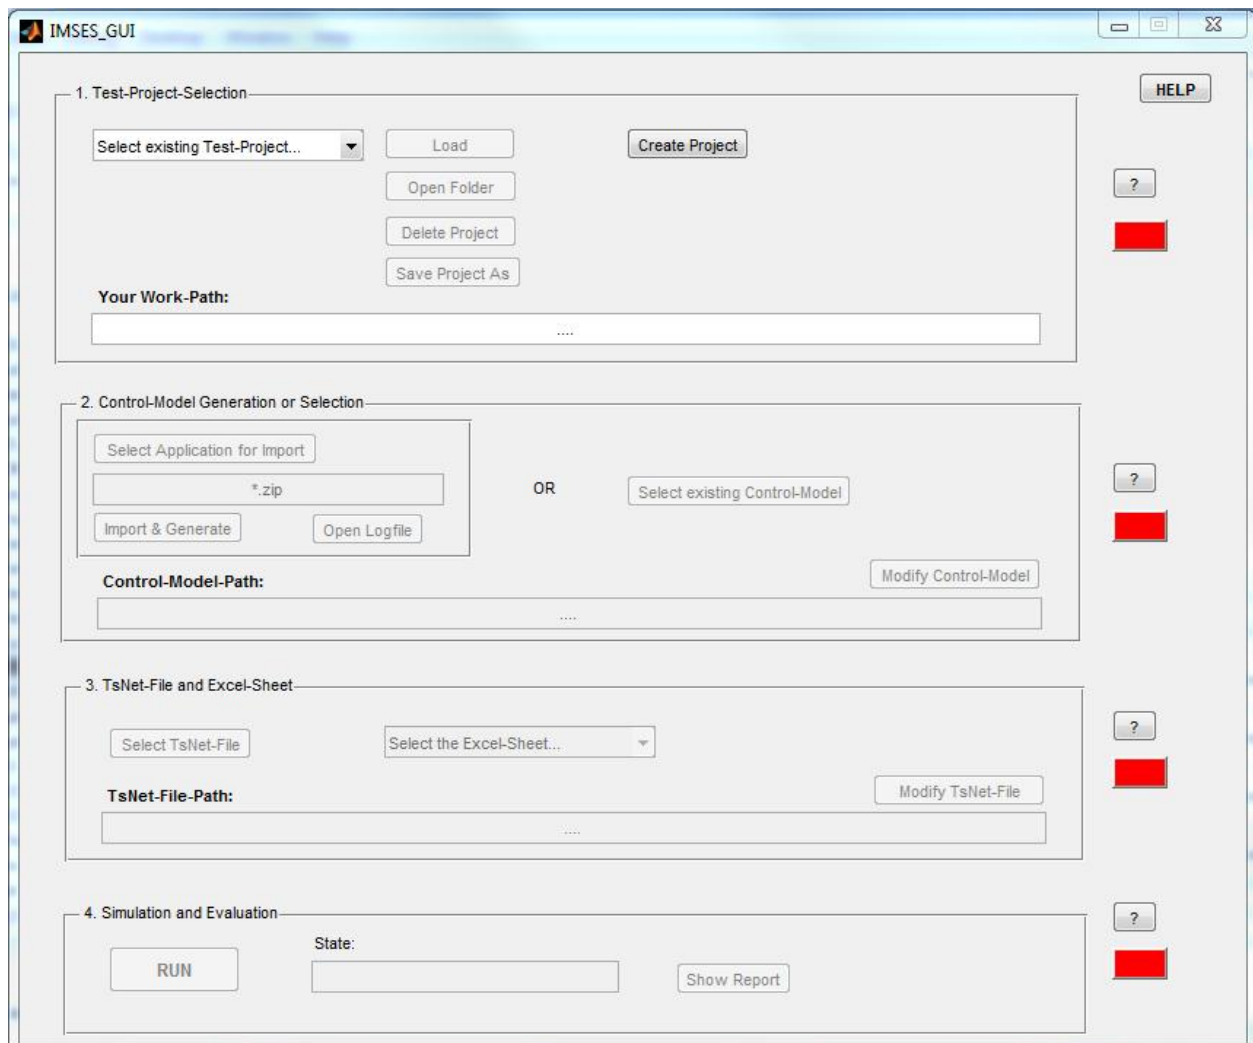 IMSES_GUI
HELP
1. Test-Project-Selection
Select existing Test-Project...
Load
Create Project
Open Folder
?
Delete Project
Save Project As
Your Work-Path:
....
2. Control-Model Generation or Selection
Select Application for Import
*.zip
OR
Select existing Control-Model
?
Import & Generate
Open Logfile
Control-Model-Path:
Modify Control-Model
....
3. TsNet-File and Excel-Sheet
Select TsNet-File
Select the Excel-Sheet...
?
TsNet-File-Path:
Modify TsNet-File
....
4. Simulation and Evaluation
?
State:
RUN
Show Report